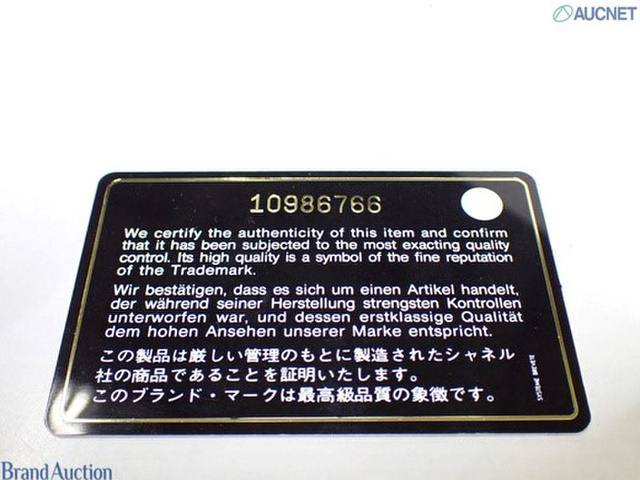 AUCNET
10986766
We certify the authenticity of this item and confirm
that it has been subjected to the most exacting quality
control. Its high quality is a symbol of the fine reputation
of the Trademark.
Wir bestätigen, dass es sich um einen Artikel handelt,
der während seiner Herstellung strengsten Kontrollen
unterworfen war, und dessen erstklassige Qualität
dem hohen Ansehen unserer Marke entspricht.
この製品は厳しい管理のもとに製造されたシャネル
社の商品であることを証明いたします。
このブランド・マークは最高級品質の象徴です。
Brand Auction